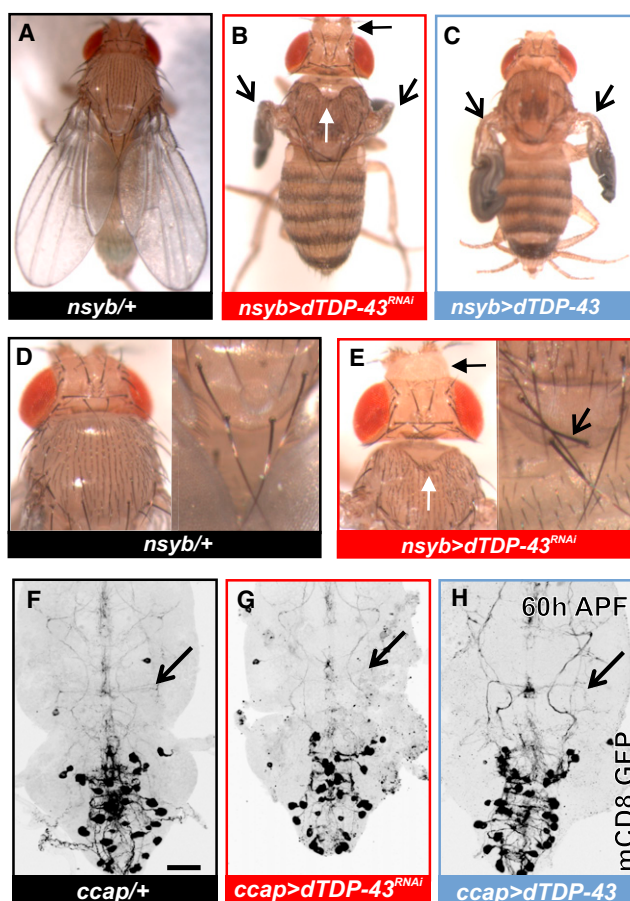 A
B
C
nsyb/+
nsyb>dTDP-43RNAi
nsyb>dTDP-43
D
E
nsyb/+
nsyb>dTDP-43RNAi
F
G
H
60h APF
mCD8 GFP
ccap/+
ccap>dTDP-43RNAi
ccap>dTDP-43